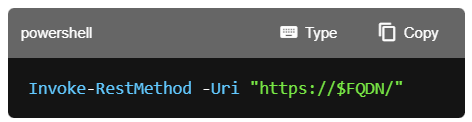 powershell Type Copy
Invoke-RestMethod -Uri "https://$FQDN/"